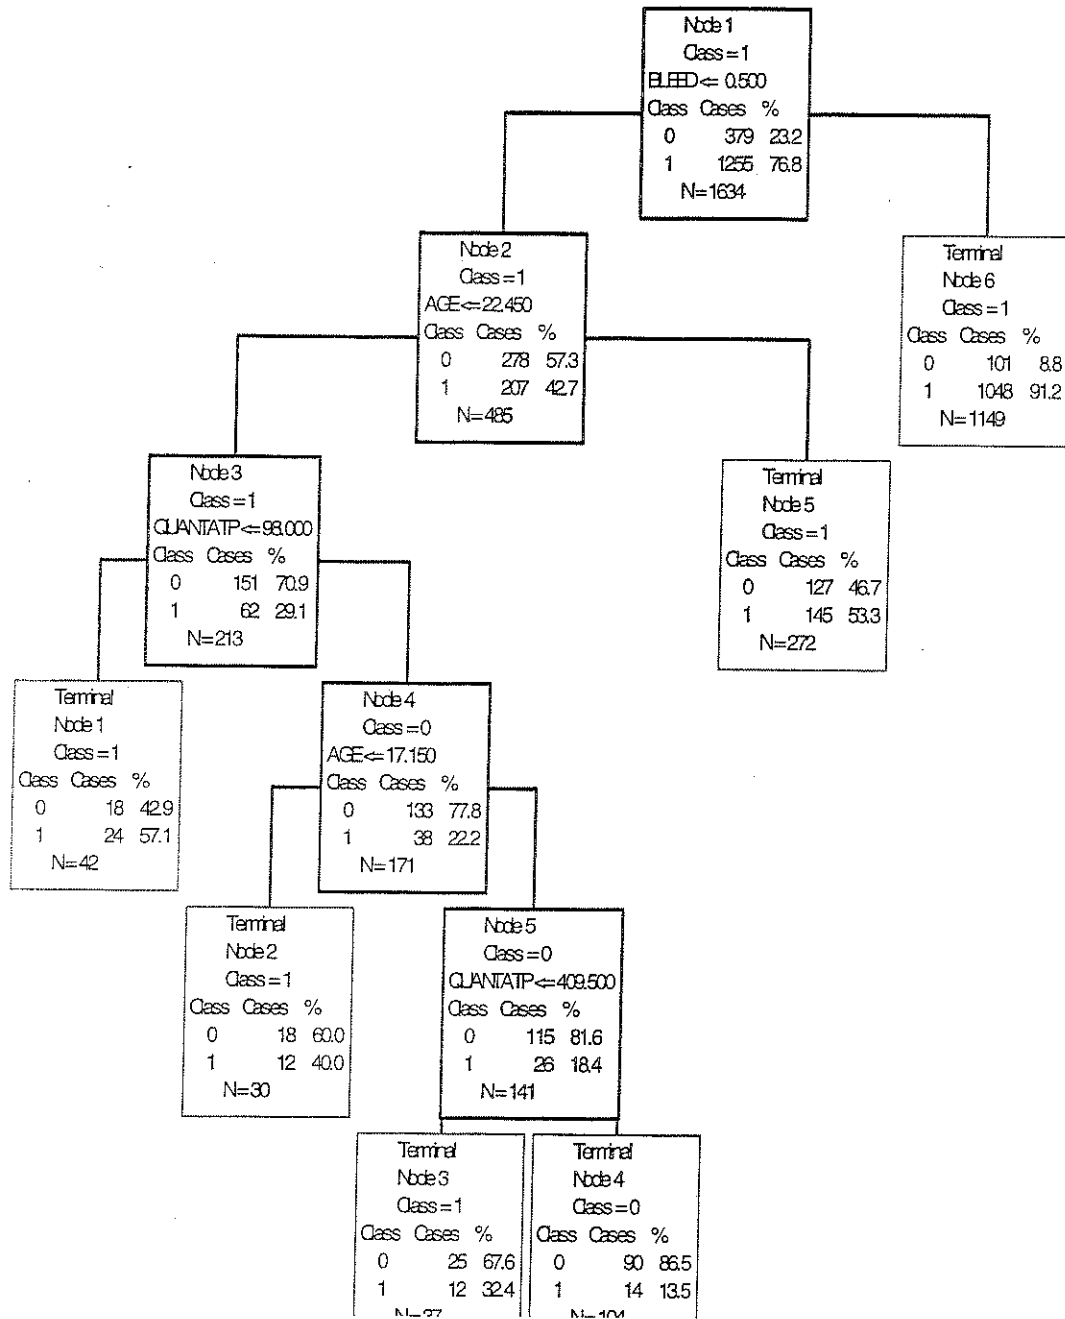 Node 1
Class = 1
BLEED <= 0.500
Class Cases %
0 379 23.2
1 1255 76.8
N=1634
Node 2
Class = 1
AGE <= 22.450
Class Cases %
0 278 57.3
1 207 42.7
N=485
Terminal
Node 6
Class = 1
Class Cases %
0 101 8.8
1 1048 91.2
N=1149
Node 3
Class = 1
QUANTATP <= 98.000
Class Cases %
0 151 70.9
1 62 29.1
N=213
Terminal
Node 5
Class = 1
Class Cases %
0 127 46.7
1 145 53.3
N=272
Terminal
Node 1
Class = 1
Class Cases %
0 18 42.9
1 24 57.1
N=42
Node 4
Class = 0
AGE <= 17.150
Class Cases %
0 133 77.8
1 38 22.2
N=171
Terminal
Node 2
Class = 1
Class Cases %
0 18 60.0
1 12 40.0
N=30
Node 5
Class = 0
QUANTATP <= 409.500
Class Cases %
0 115 81.6
1 26 18.4
N=141
Terminal
Node 3
Class = 1
Class Cases %
0 25 67.6
1 12 32.4
N=37
Terminal
Node 4
Class = 0
Class Cases %
0 90 86.5
1 14 13.5
N=104